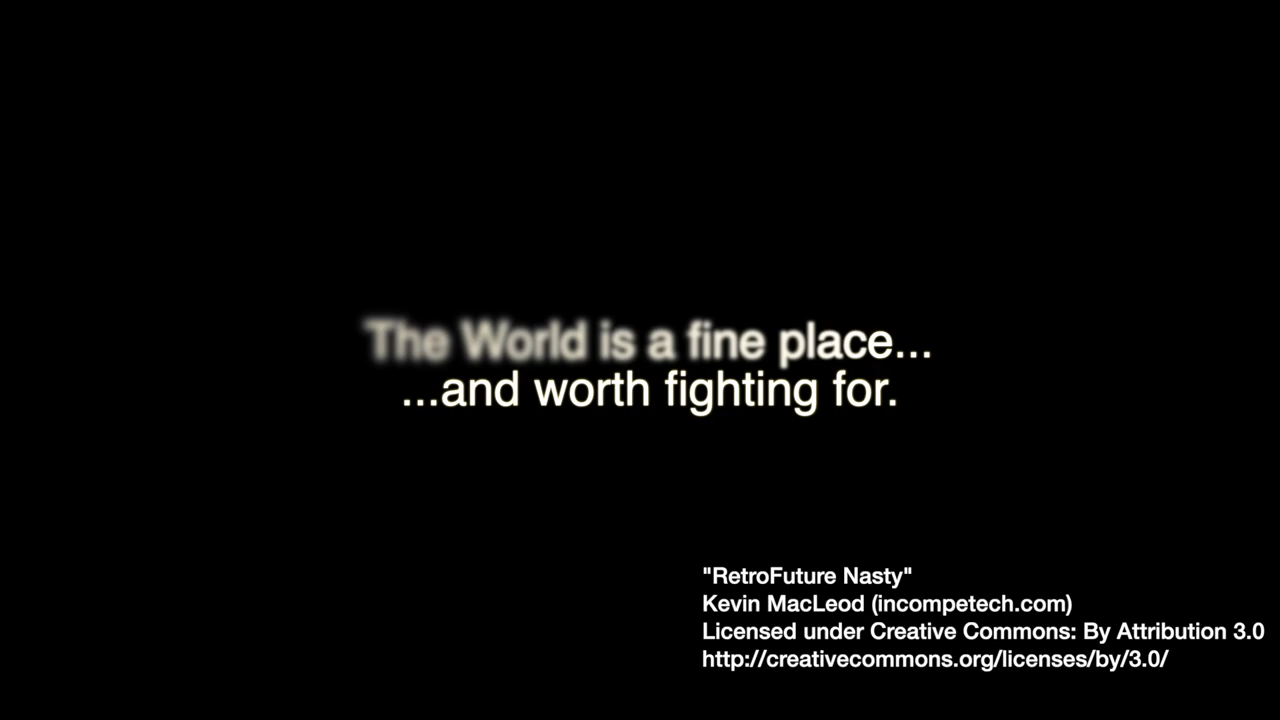 The World is a fine place...
...and worth fighting for.
"RetroFuture Nasty"
Kevin MacLeod (incompetech.com)
Licensed under Creative Commons: By Attribution 3.0
http://creativecommons.org/licenses/by/3.0/